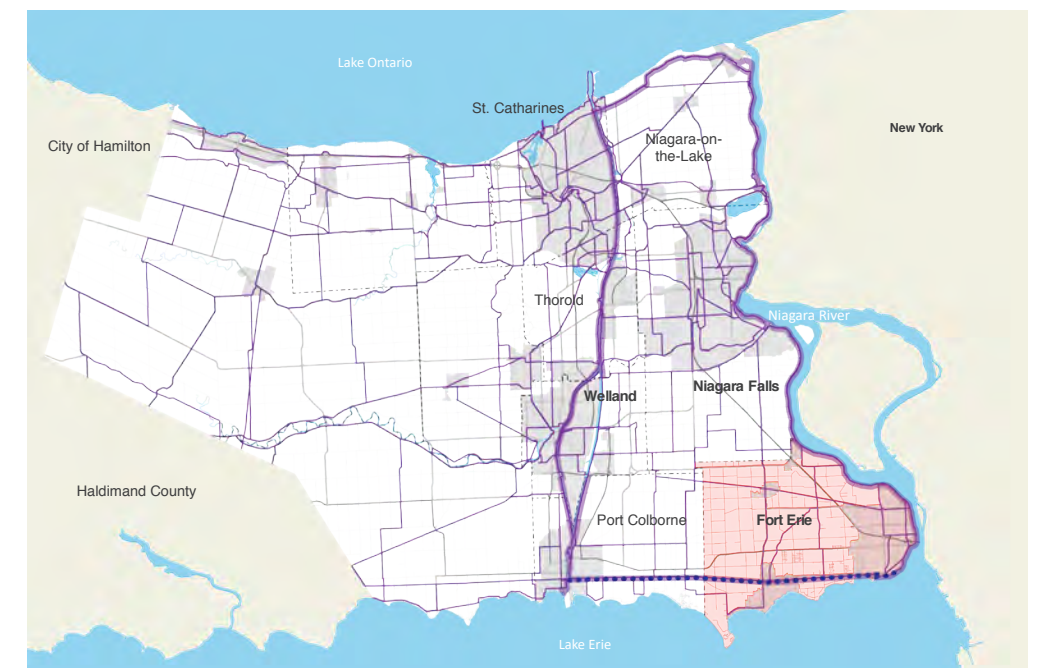 Lake Ontario
St. Catharines
New York
City of Hamilton
Niagara-on-
the-Lake
Thorold
Niagara River
Niagara Falls
Welland
Haldimand County
Port Colborne
Fort Erie
Lake Erie